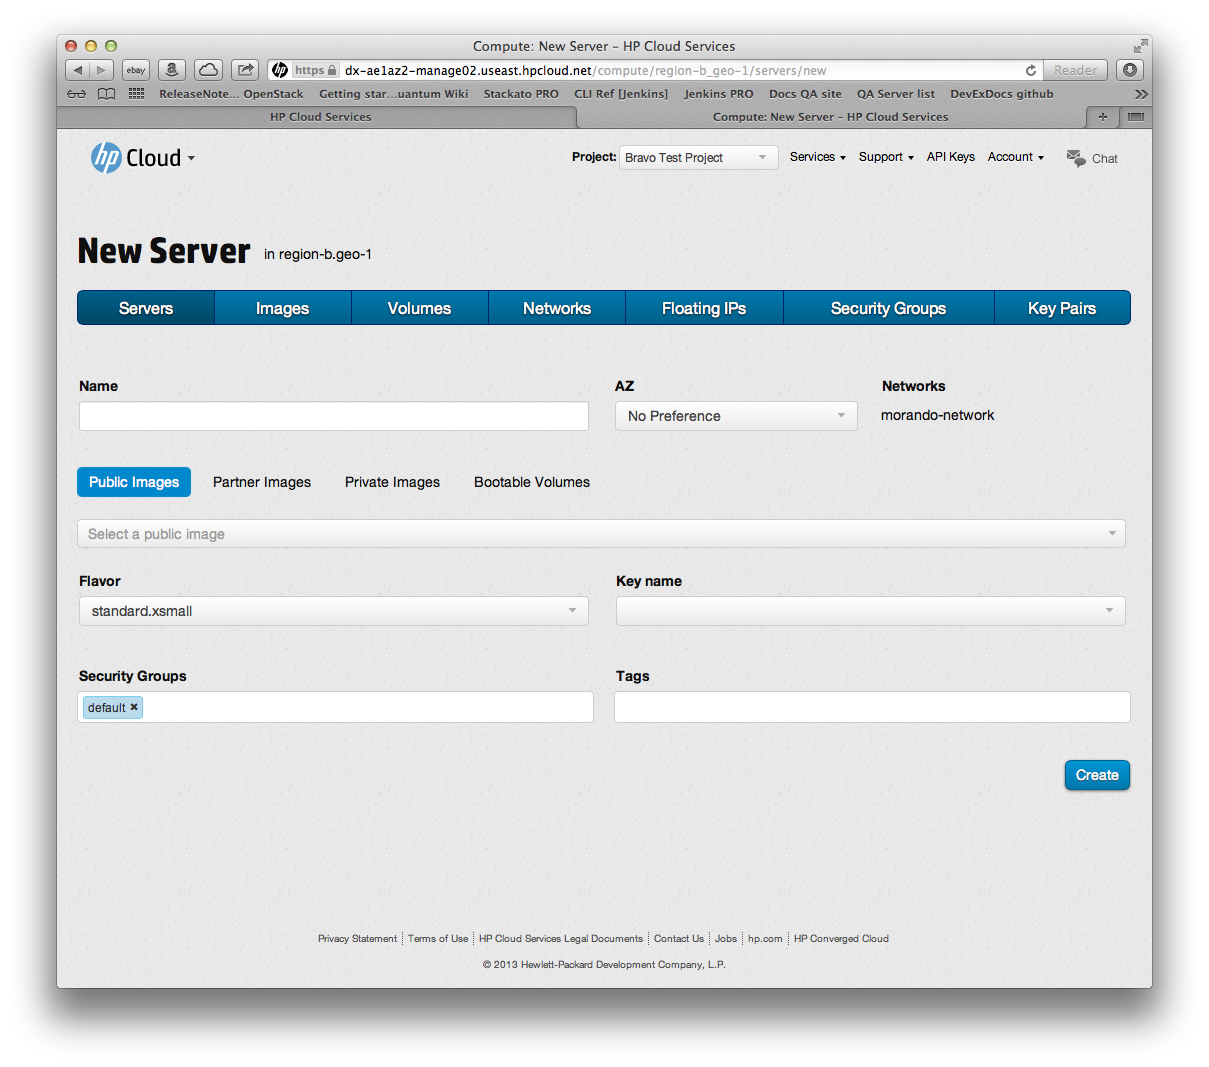 Compute: New Server – HP Cloud Services
ebay a hp https dx-ae1az2-manage02.useast.hpcloud.net/compute/region-b_geo-1/servers/new Reader
ReleaseNote... OpenStack Getting star...uantum Wiki Stackato PRO CLI Ref [Jenkins] Jenkins PRO Docs QA site QA Server list DevExDocs github
HP Cloud Services Compute: New Server – HP Cloud Services
hp Cloud Project: Bravo Test Project Services Support API Keys Account Chat
New Server in region-b.geo-1
Servers Images Volumes Networks Floating IPs Security Groups Key Pairs
Name AZ Networks
No Preference morando-network
Public Images Partner Images Private Images Bootable Volumes
Select a public image
Flavor Key name
standard.xsmall
Security Groups Tags
default ✖
Create
Privacy Statement Terms of Use HP Cloud Services Legal Documents Contact Us Jobs hp.com HP Converged Cloud
© 2013 Hewlett-Packard Development Company, L.P.